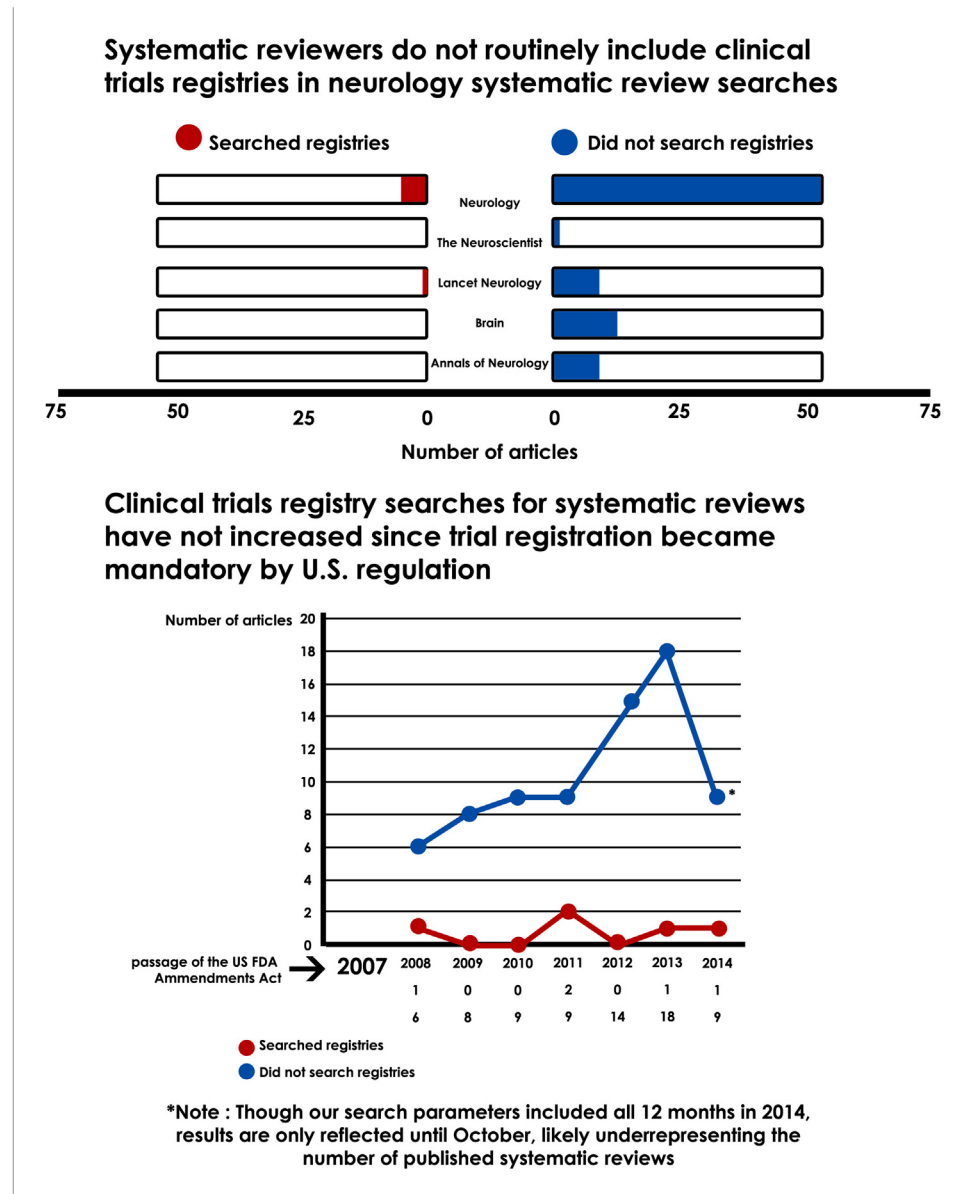 Systematic reviewers do not routinely include clinical
trials registries in neurology systematic review searches
Searched registries
Did not search registries
Neurology
The Neuroscientist
Lancet Neurology
Brain
Annals of Neurology
75 50 25 0 0 25 50 75
Number of articles
Clinical trials registry searches for systematic reviews
have not increased since trial registration became
mandatory by U.S. regulation
Number of articles 20
18
16
14
12
10
*
8
6
4
2
0
passage of the US FDA
Ammendments Act
2007 2008 2009 2010 2011 2012 2013 2014
1 0 0 2 0 1 1
6 8 9 9 14 18 9
Searched registries
Did not search registries
*Note : Though our search parameters included all 12 months in 2014,
results are only reflected until October, likely underrepresenting the
number of published systematic reviews